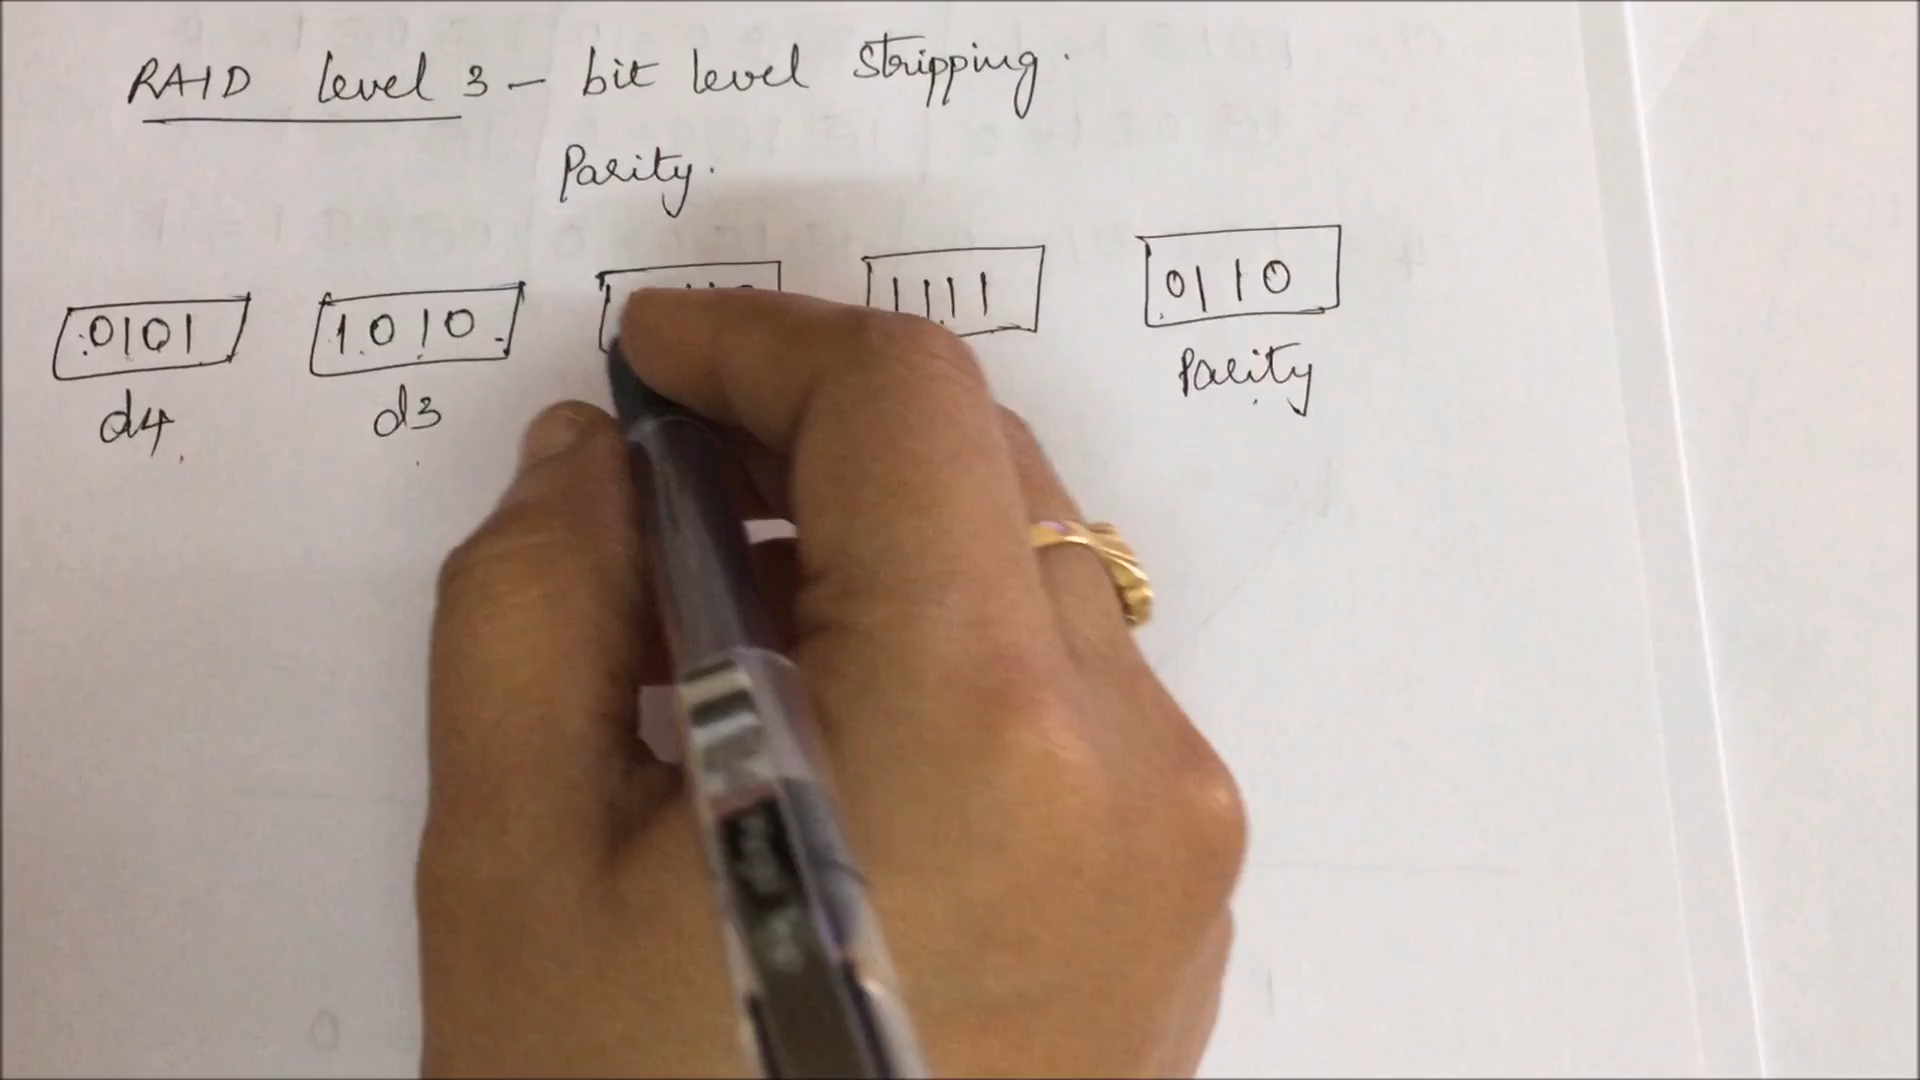 RAID level 3 - bit level Stripping.
Parity.
0101 1010 1111 0110
d4 d3 Parity